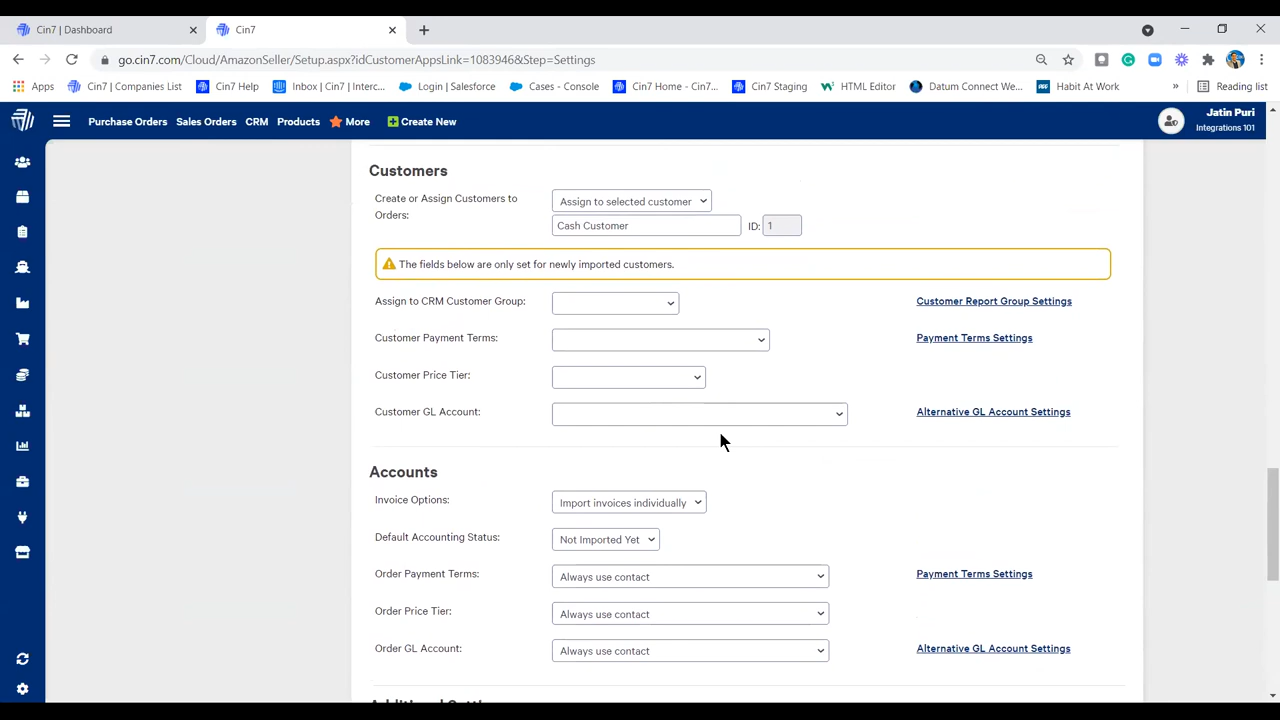 Cin7 | Dashboard
Cin7
go.cin7.com/Cloud/AmazonSeller/Setup.aspx?idCustomerAppsLink=1083946&Step=Settings
Apps
Cin7 | Companies List
Cin7 Help
Inbox | Cin7 | Interc...
Login | Salesforce
Cases - Console
Cin7 Home - Cin7...
Cin7 Staging
HTML Editor
Datum Connect We...
Habit At Work
»
Reading list
Purchase Orders
Sales Orders
CRM
Products
More
Create New
Jatin Puri
Integrations 101
Customers
Create or Assign Customers to
Orders:
Assign to selected customer
Cash Customer
ID:
1
The fields below are only set for newly imported customers.
Assign to CRM Customer Group:
Customer Report Group Settings
Customer Payment Terms:
Payment Terms Settings
Customer Price Tier:
Customer GL Account:
Alternative GL Account Settings
Accounts
Invoice Options:
Import invoices individually
Default Accounting Status:
Not Imported Yet
Order Payment Terms:
Always use contact
Payment Terms Settings
Order Price Tier:
Always use contact
Order GL Account:
Always use contact
Alternative GL Account Settings